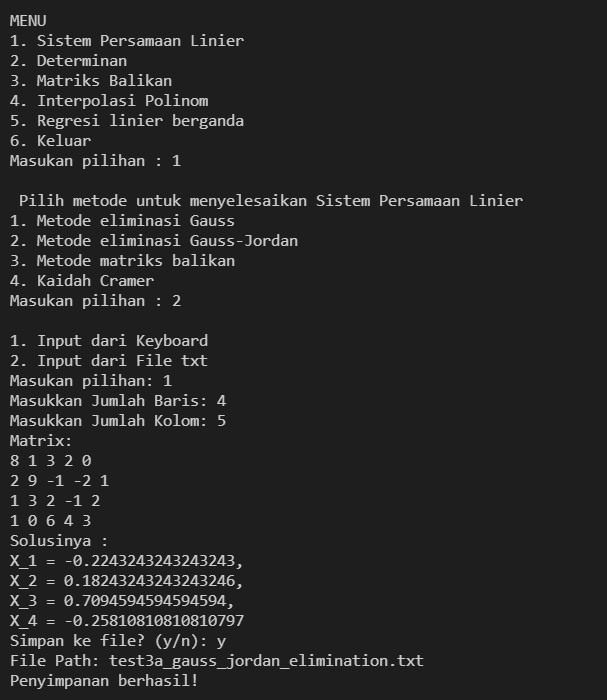 MENU
1. Sistem Persamaan Linier
2. Determinan
3. Matriks Balikan
4. Interpolasi Polinom
5. Regresi linier berganda
6. Keluar
Masukan pilihan : 1
Pilih metode untuk menyelesaikan Sistem Persamaan Linier
1. Metode eliminasi Gauss
2. Metode eliminasi Gauss-Jordan
3. Metode matriks balikan
4. Kaidah Cramer
Masukan pilihan : 2
1. Input dari Keyboard
2. Input dari File txt
Masukan pilihan: 1
Masukkan Jumlah Baris: 4
Masukkan Jumlah Kolom: 5
Matrix:
8 1 3 2 0
2 9 -1 -2 1
1 3 2 -1 2
1 0 6 4 3
Solusinya :
X_1 = -0.2243243243243243,
X_2 = 0.18243243243243246,
X_3 = 0.7094594594594594,
X_4 = -0.25810810810810797
Simpan ke file? (y/n): y
File Path: test3a_gauss_jordan_elimination.txt
Penyimpanan berhasil!